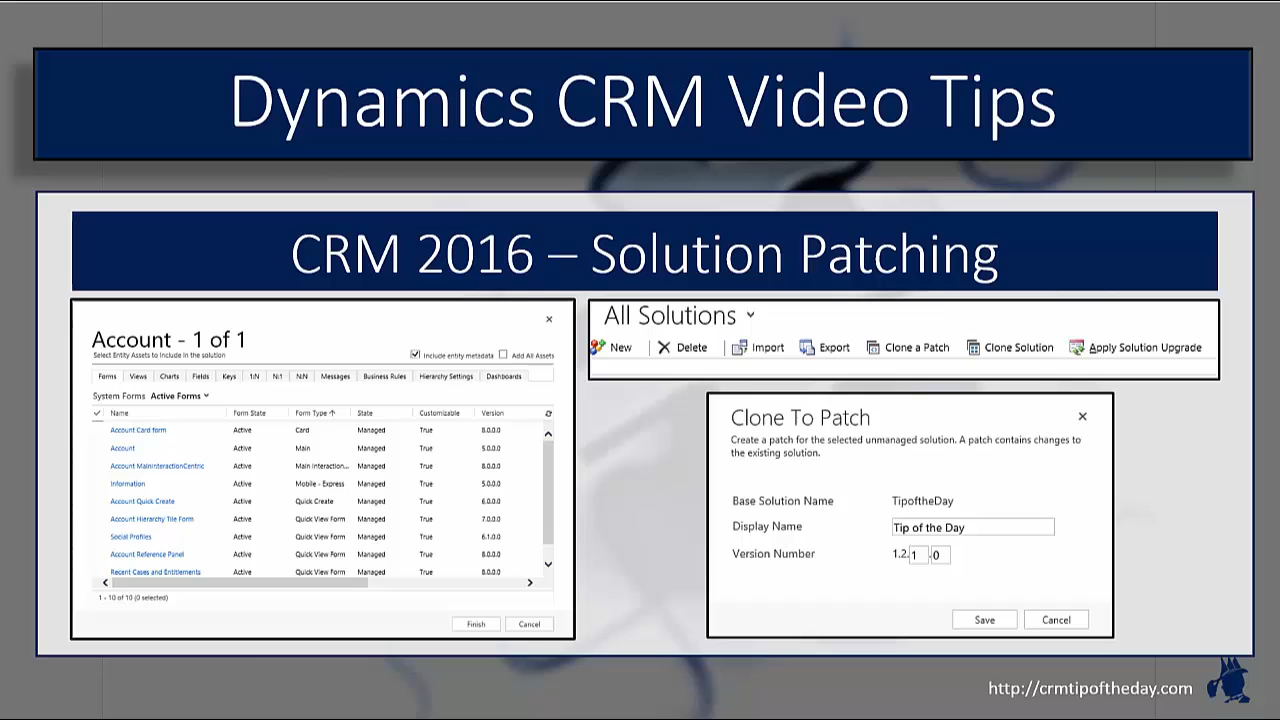 Dynamics CRM Video Tips
CRM 2016 – Solution Patching
Account - 1 of 1
Select Entity Assets to Include in the solution
Include entity metadata Add All Assets
Forms Views Charts Fields Keys 1:N N:1 N:N Messages Business Rules Hierarchy Settings Dashboards
System Forms Active Forms
Name Form State Form Type State Customizable Version
Account Card form Active Card Managed True 8.0.0.0
Account Active Main Managed True 5.0.0.0
Account MainInteractionCentric Active Main Interaction... Managed True 8.0.0.0
Information Active Mobile - Express Managed True 5.0.0.0
Account Quick Create Active Quick Create Managed True 6.0.0.0
Account Hierarchy Tile Form Active Quick View Form Managed True 7.0.0.0
Social Profiles Active Quick View Form Managed True 6.1.0.0
Account Reference Panel Active Quick View Form Managed True 8.0.0.0
Recent Cases and Entitlements Active Quick View Form Managed True 8.0.0.0
1 - 10 of 10 (0 selected)
Finish Cancel
All Solutions
New Delete Import Export Clone a Patch Clone Solution Apply Solution Upgrade
Clone To Patch
Create a patch for the selected unmanaged solution. A patch contains changes to
the existing solution.
Base Solution Name TipoftheDay
Display Name Tip of the Day
Version Number 1.2.1.0
Save Cancel
http://crmtipoftheday.com